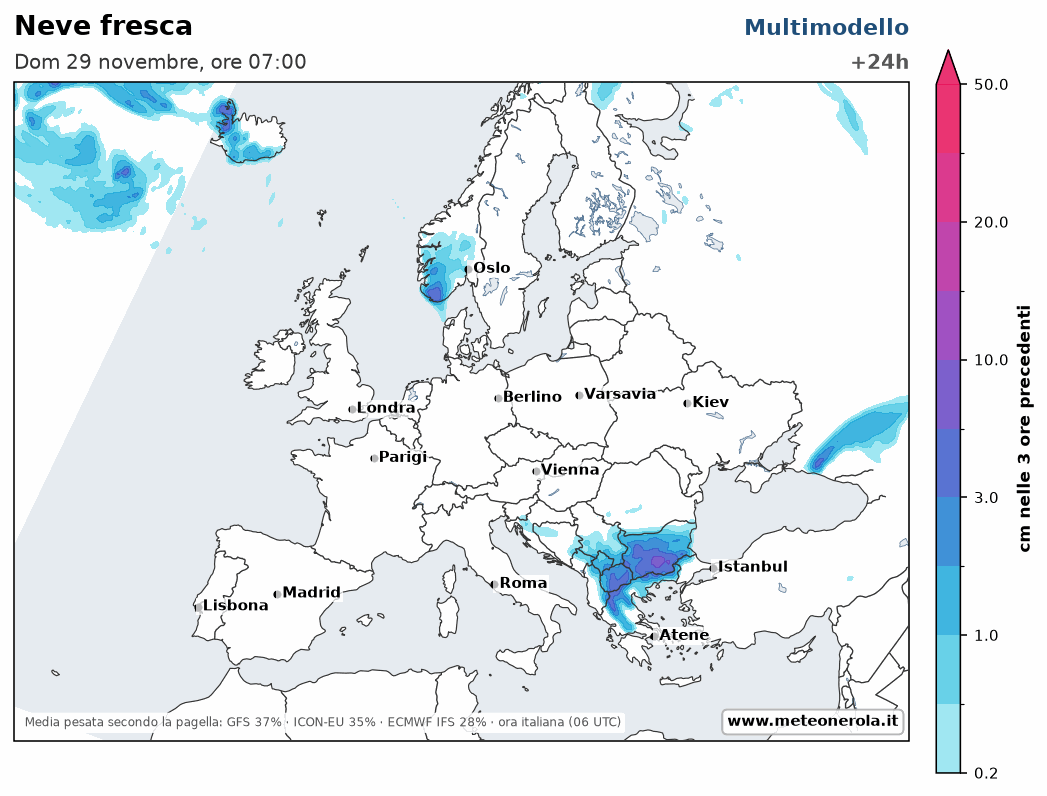 Neve fresca
Multimodello
Dom 29 novembre, ore 07:00
+24h
50.0
20.0
10.0
3.0
1.0
0.2
cm nelle 3 ore precedenti
Oslo
Berlino
Varsavia
Kiev
Londra
Parigi
Vienna
Istanbul
Roma
Madrid
Lisbona
Atene
Media pesata secondo la pagella: GFS 37% · ICON-EU 35% · ECMWF IFS 28% · ora italiana (06 UTC)
www.meteonerola.it